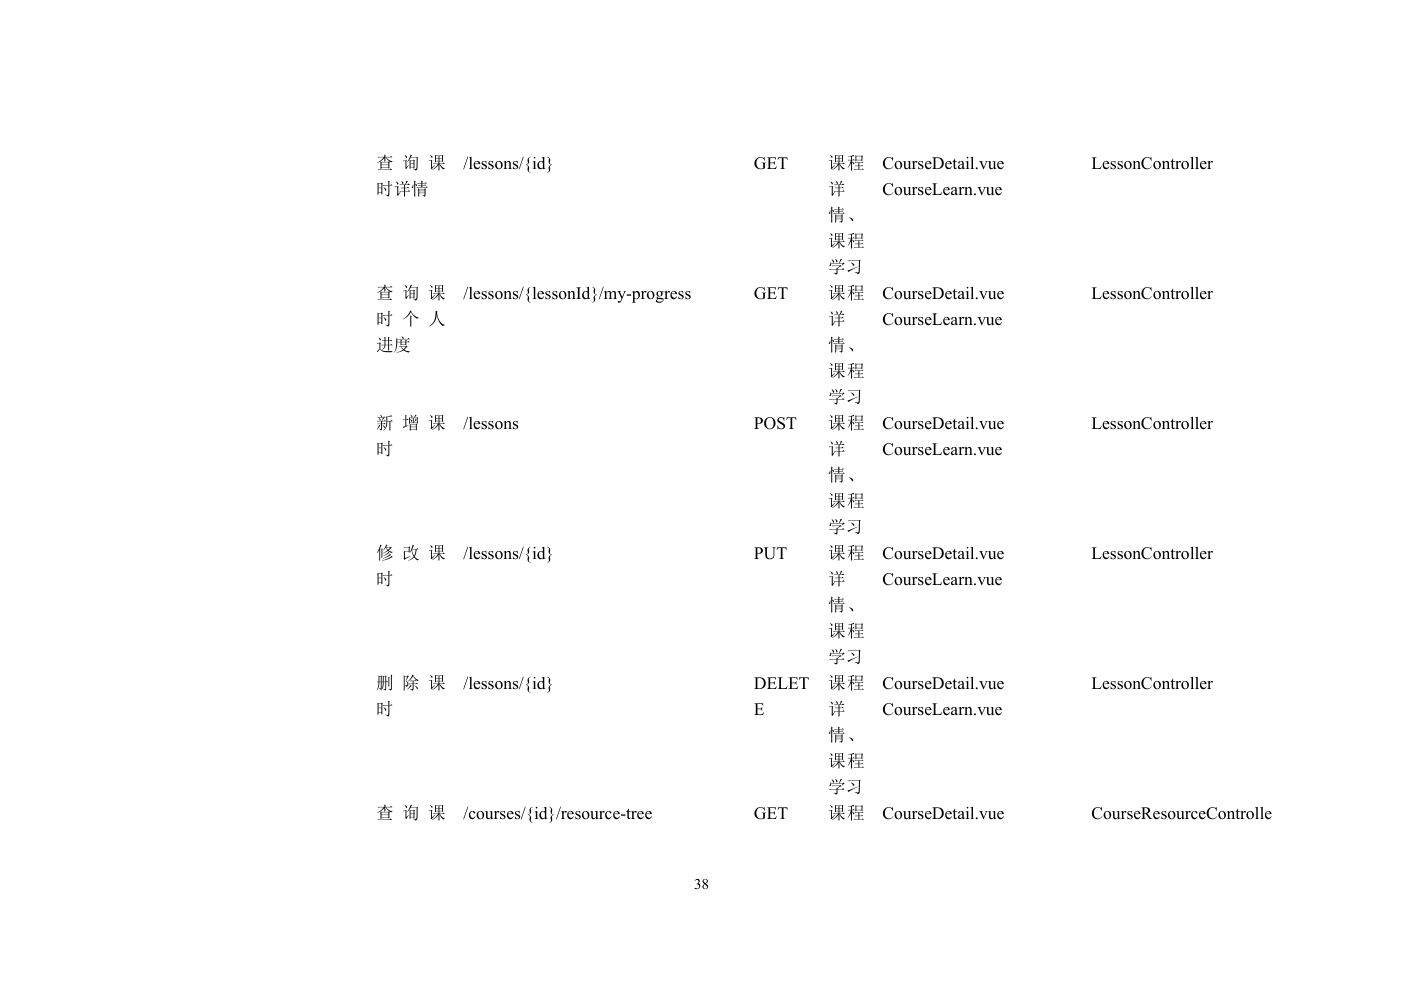 查询课 /lessons/{id} GET 课程 CourseDetail.vue LessonController
时详情 详 CourseLearn.vue
情、
课程
学习
查询课 /lessons/{lessonId}/my-progress GET 课程 CourseDetail.vue LessonController
时个人 详 CourseLearn.vue
进度 情、
课程
学习
新增课 /lessons POST 课程 CourseDetail.vue LessonController
时 详 CourseLearn.vue
情、
课程
学习
修改课 /lessons/{id} PUT 课程 CourseDetail.vue LessonController
时 详 CourseLearn.vue
情、
课程
学习
删除课 /lessons/{id} DELET 课程 CourseDetail.vue LessonController
时 E 详 CourseLearn.vue
情、
课程
学习
查询课 /courses/{id}/resource-tree GET 课程 CourseDetail.vue CourseResourceControlle
38